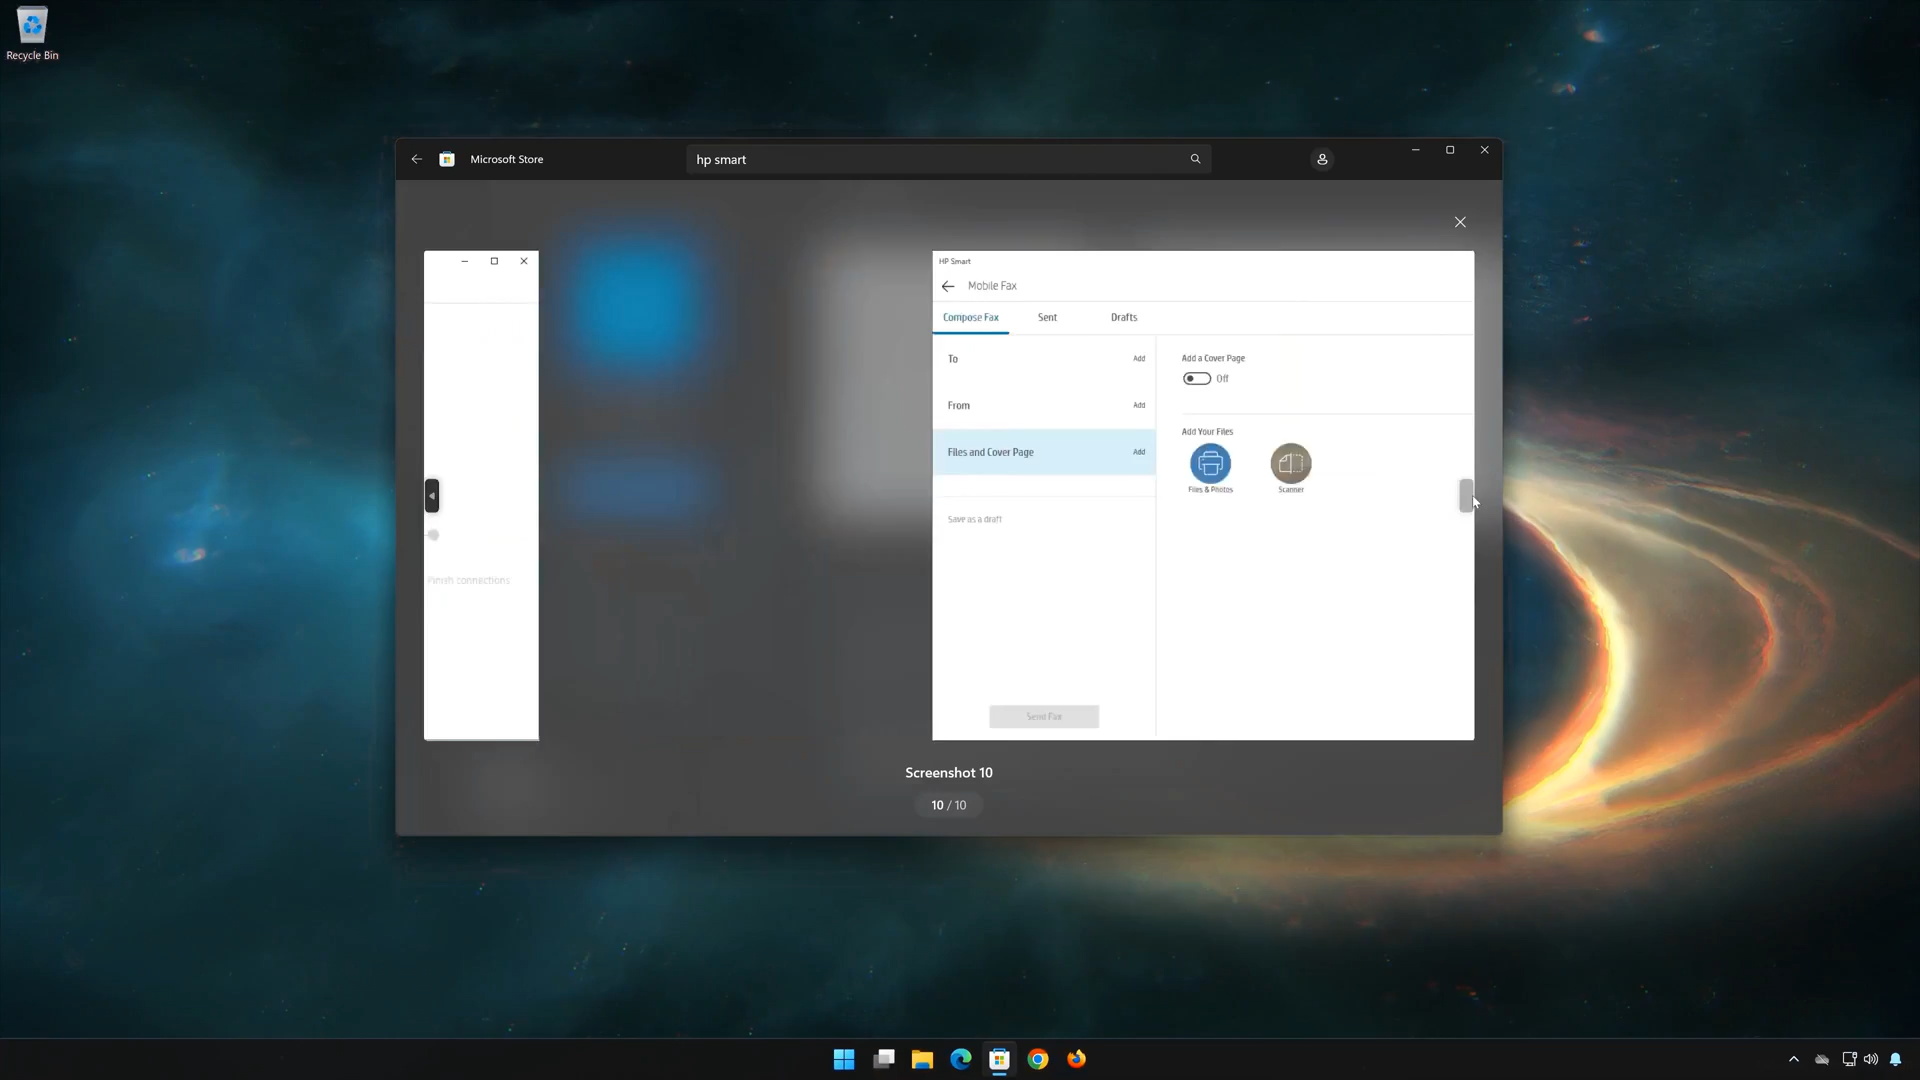 Recycle Bin
Microsoft Store
hp smart
HP Smart
Mobile Fax
Compose Fax
Sent
Drafts
To
Add
From
Add
Files and Cover Page
Add
Save as a draft
Send Fax
Add a Cover Page
Off
Add Your Files
Files & Photos
Scanner
connections
Screenshot 10
10 / 10